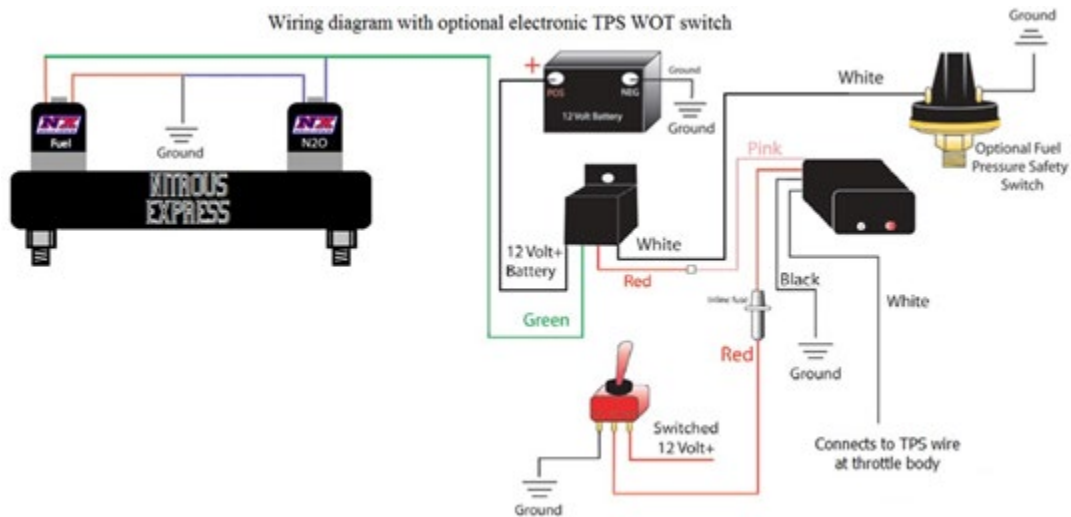 Wiring diagram with optional electronic TPS WOT switch
Ground
+
Ground
POS
NEG
12 Volt Battery
Ground
White
NX
Fuel
NX
N2O
Ground
NITROUS
EXPRESS
Optional Fuel
Pressure Safety
Switch
Pink
12 Volt+
Battery
White
Red
Black
White
Inline fuse
Green
Red
Ground
Switched
12 Volt+
Connects to TPS wire
at throttle body
Ground